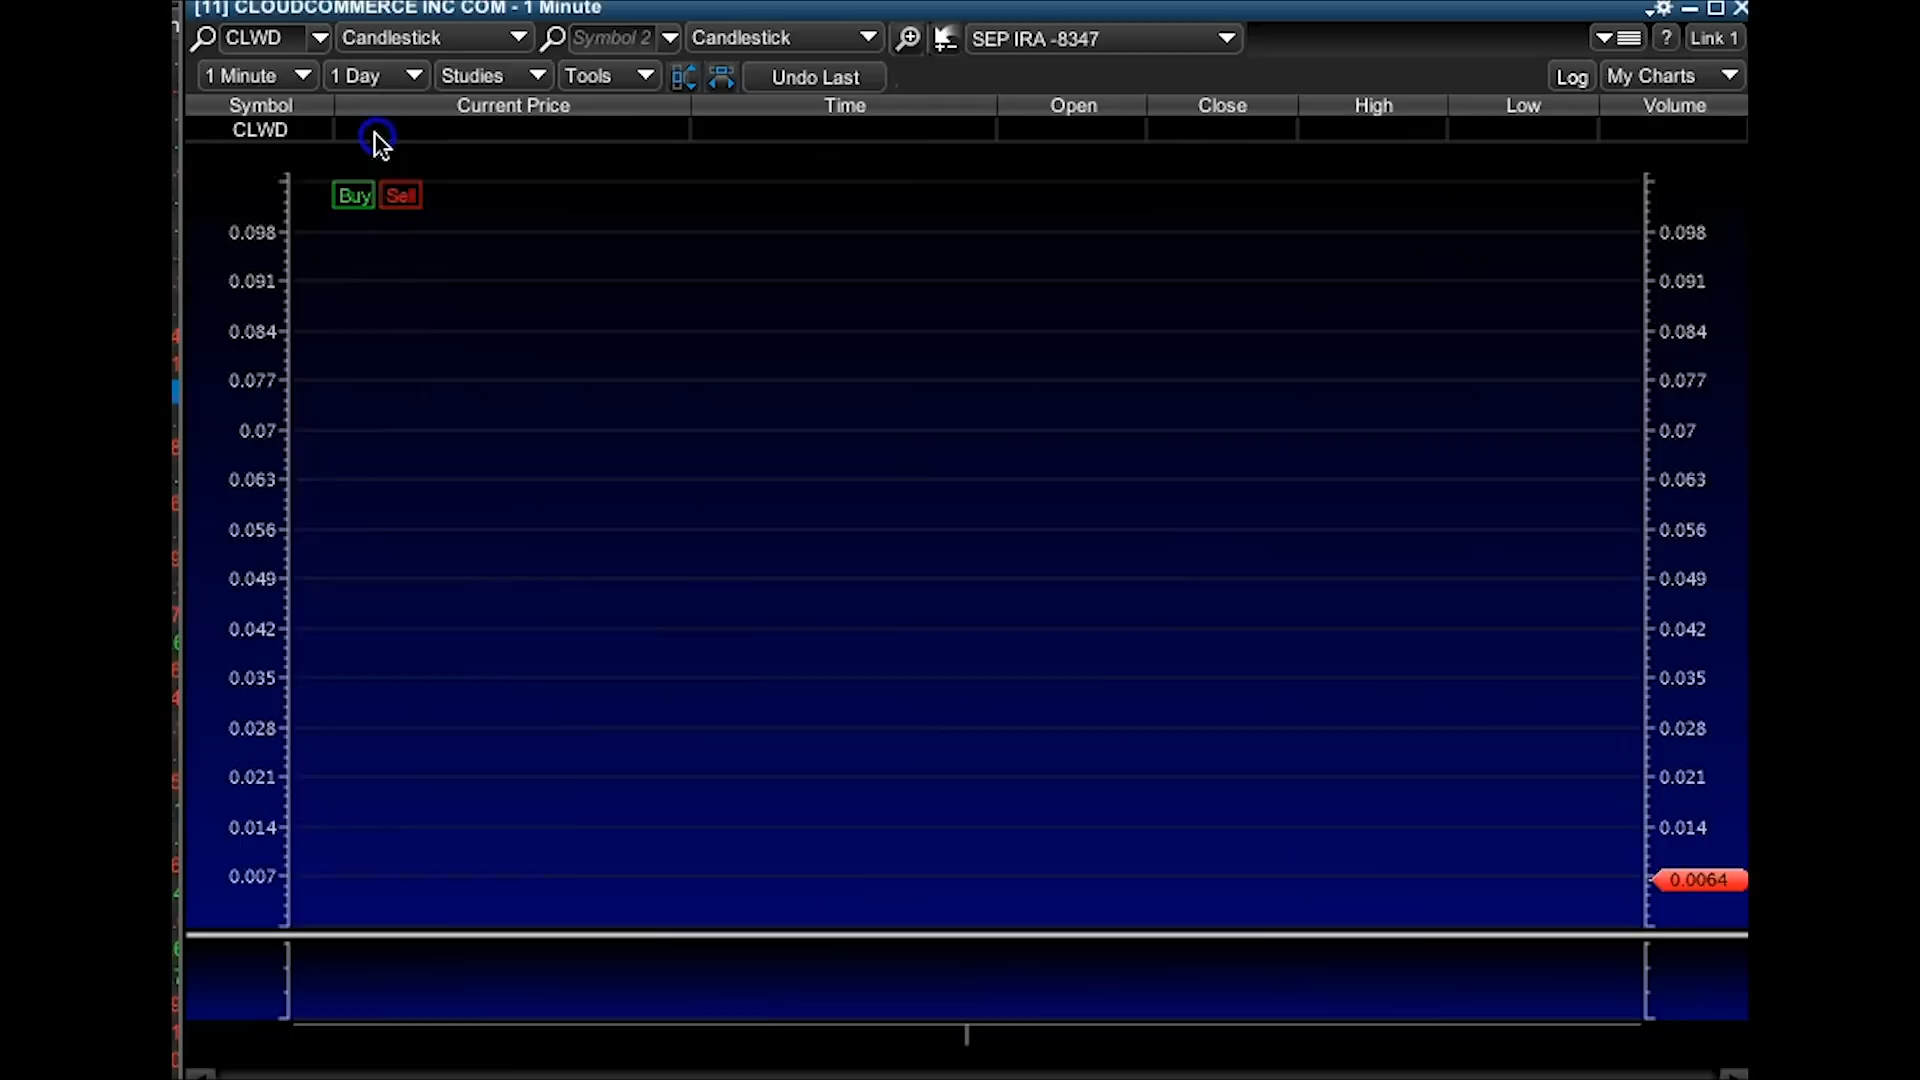 [11] CLOUDCOMMERCE INC COM - 1 Minute
CLWD Candlestick Symbol 2 Candlestick SEP IRA -8347 ? Link 1
1 Minute 1 Day Studies Tools Undo Last Log My Charts
Symbol Current Price Time Open Close High Low Volume
CLWD
Buy Sell
0.098 0.098
0.091 0.091
0.084 0.084
0.077 0.077
0.07 0.07
0.063 0.063
0.056 0.056
0.049 0.049
0.042 0.042
0.035 0.035
0.028 0.028
0.021 0.021
0.014 0.014
0.007 0.0064